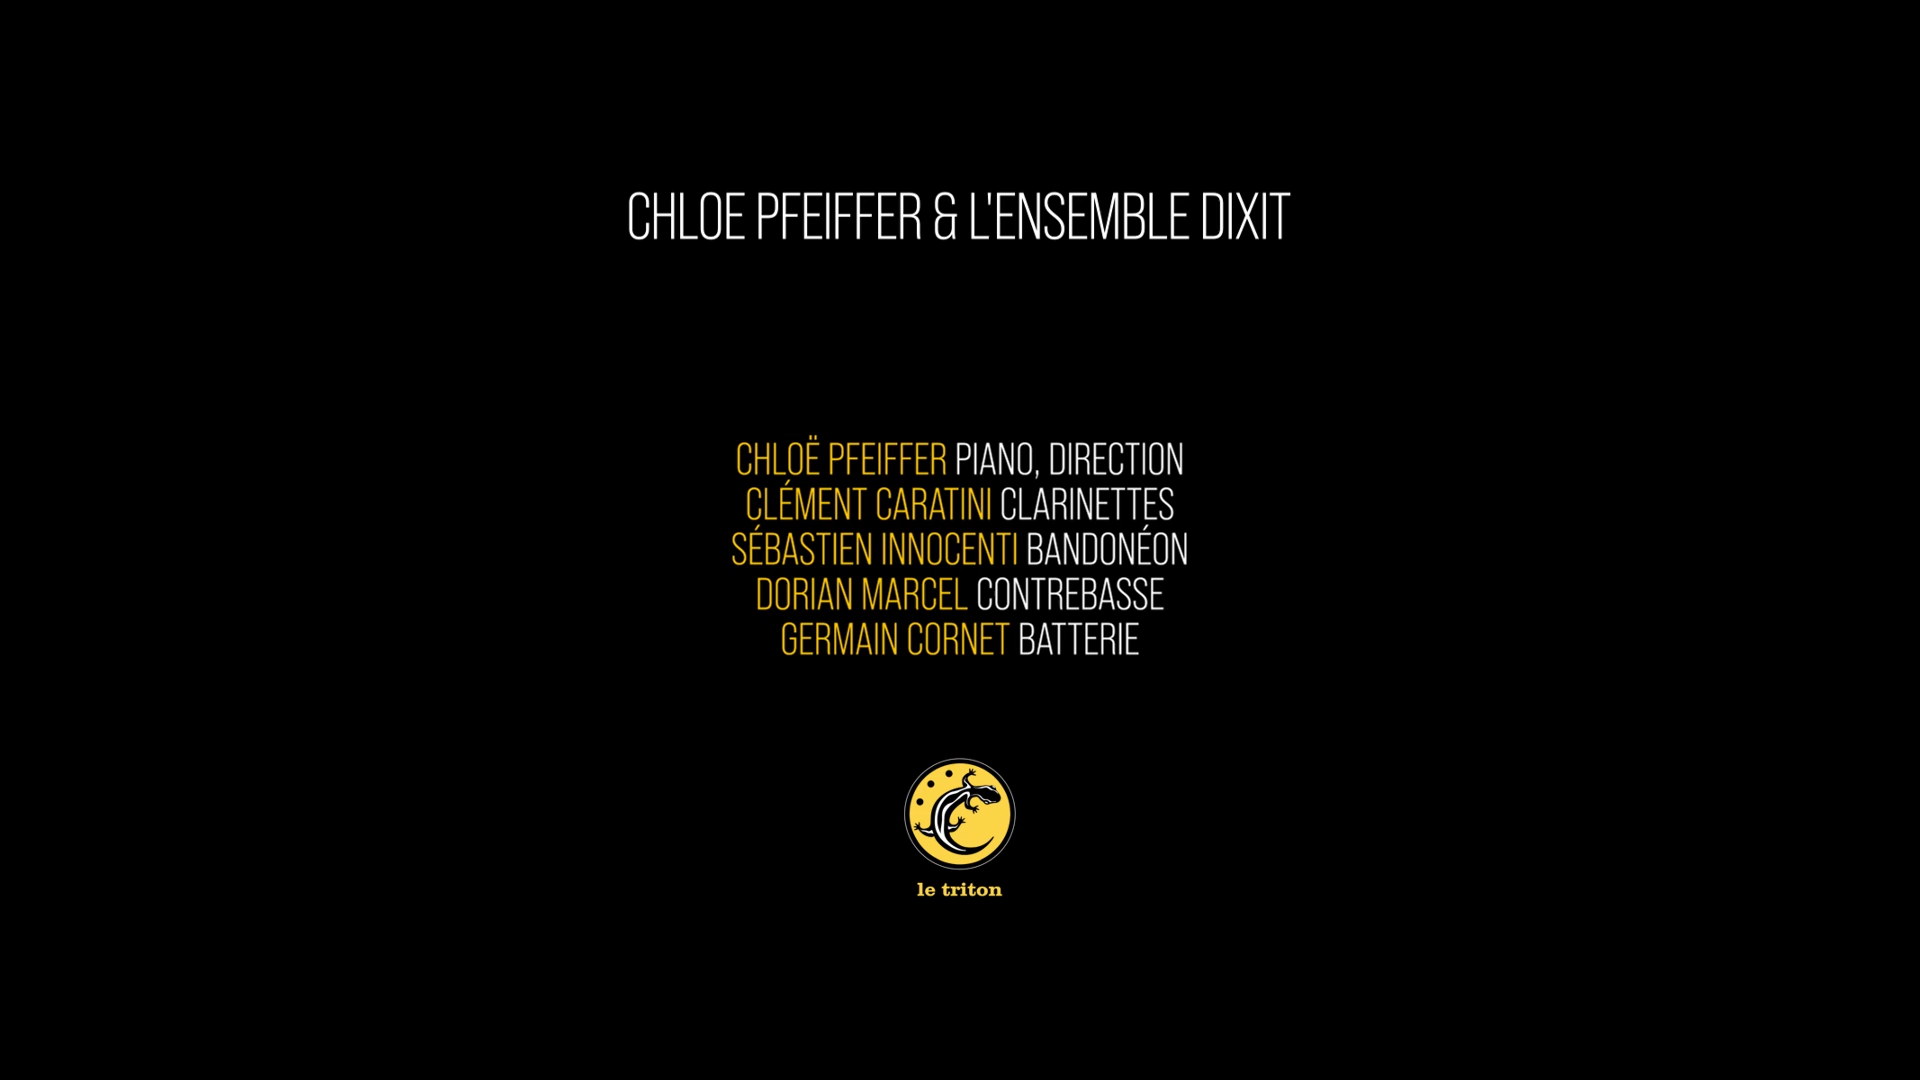 CHLOE PFEIFFER & L'ENSEMBLE DIXIT
CHLOË PFEIFFER PIANO, DIRECTION
CLÉMENT CARATINI CLARINETTES
SÉBASTIEN INNOCENTI BANDONÉON
DORIAN MARCEL CONTREBASSE
GERMAIN CORNET BATTERIE
le triton